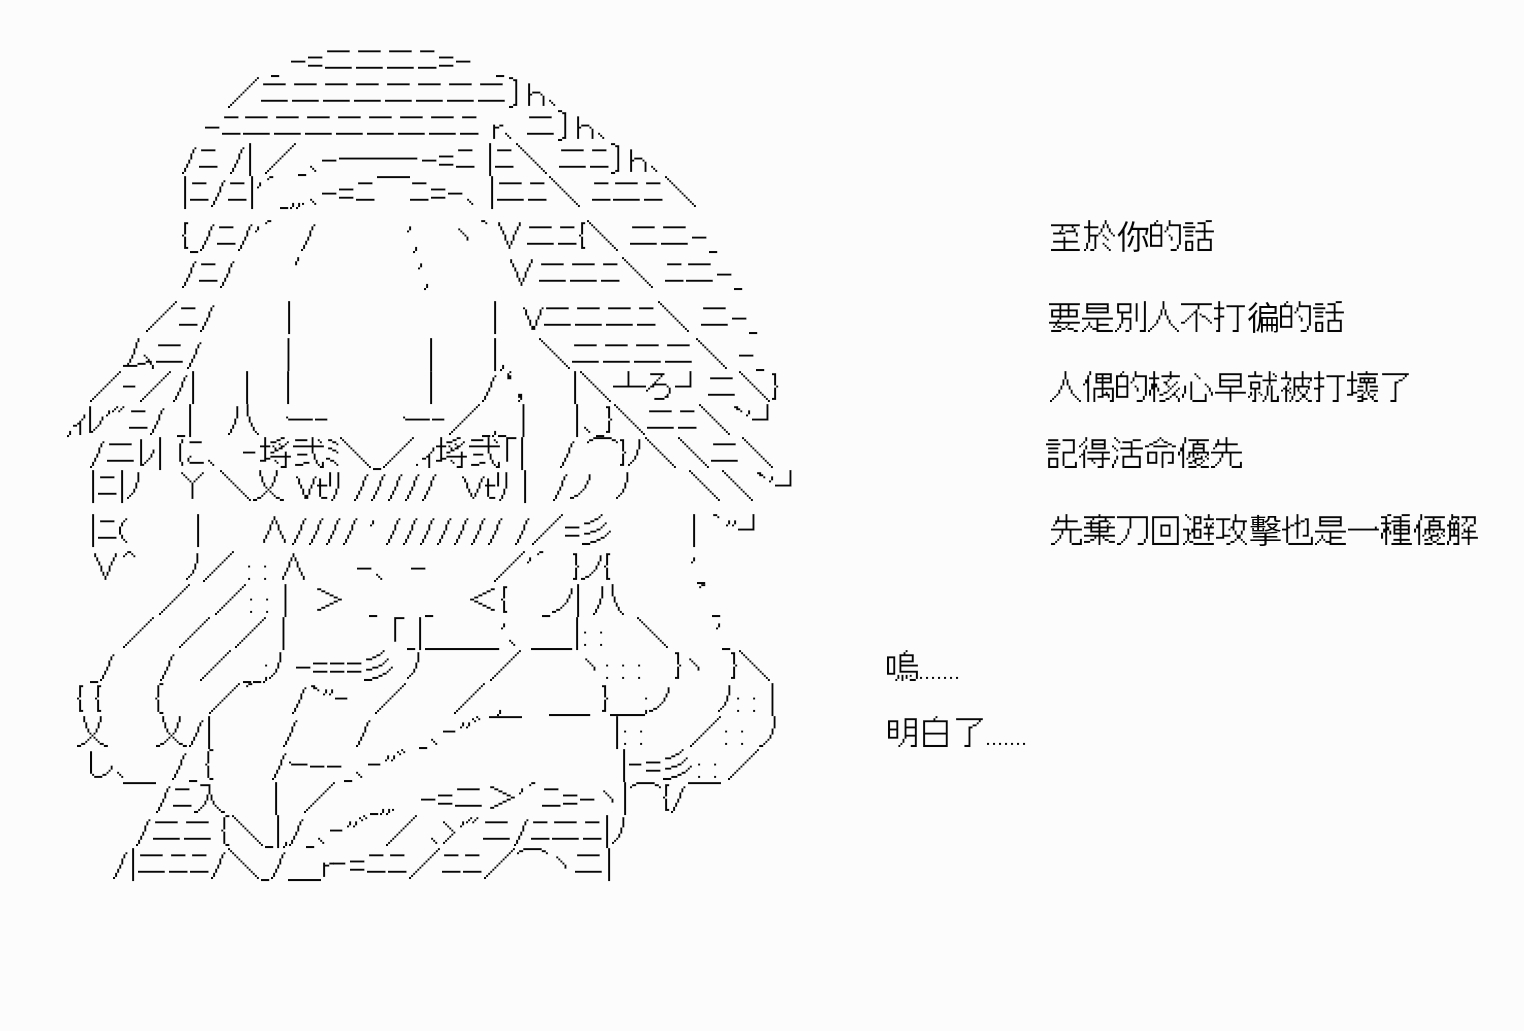 至於你的話
要是別人不打徧的話
人偶的核心早就被打壞了
記得活命優先
先棄刀回避攻擊也是一種優解
嗚......
明白了......